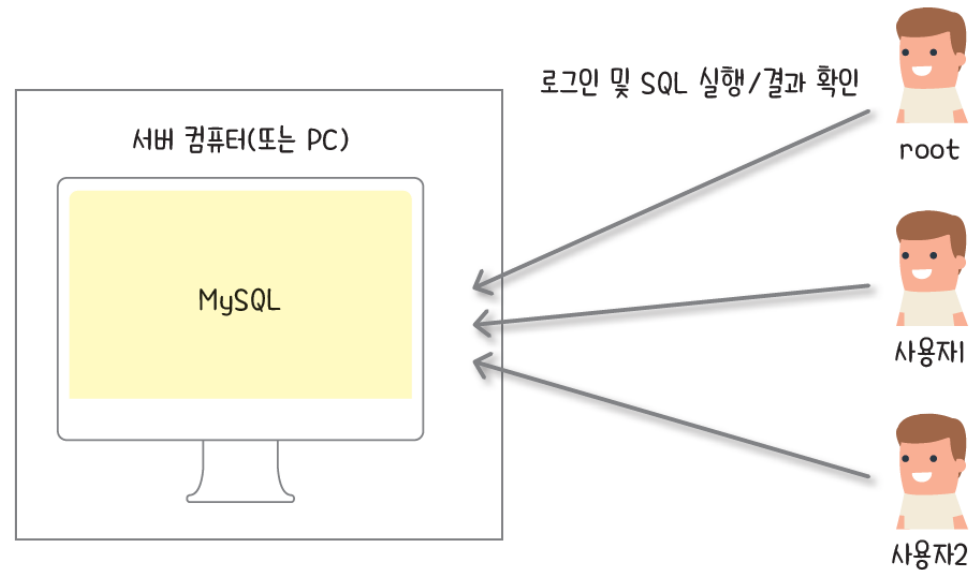 로그인 및 SQL 실행/결과 확인
서버 컴퓨터(또는 PC)
root
MySQL
사용자1
사용자2